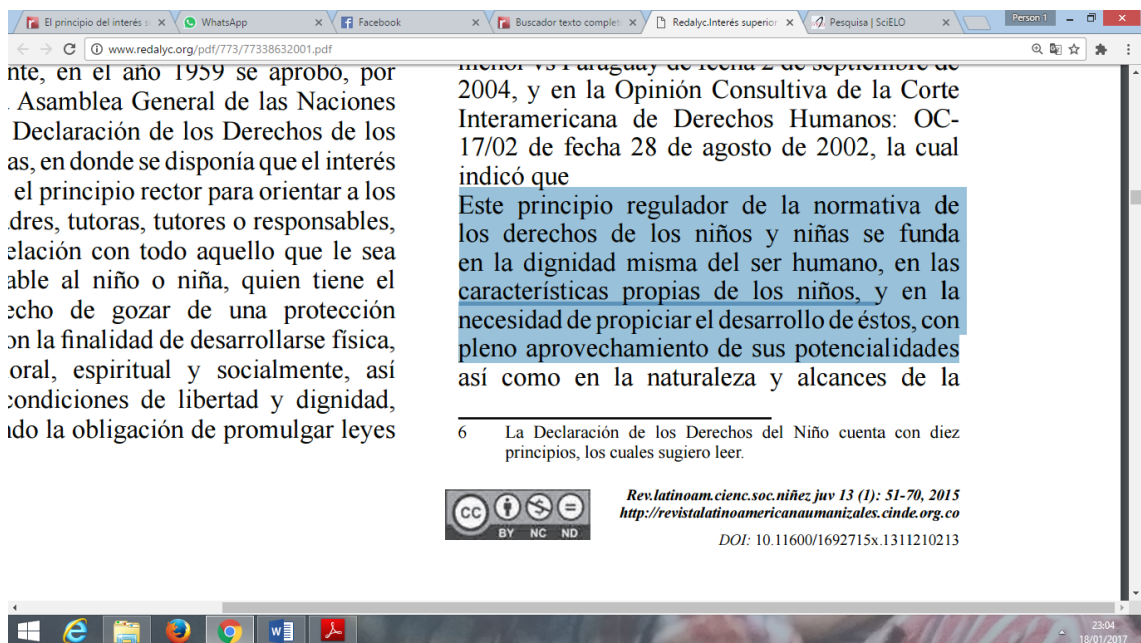 El principio del interés s
WhatsApp
Facebook
Buscador texto complet
Redalyc.Interés superior
Pesquisa | SciELO
Person 1
www.redalyc.org/pdf/773/77338632001.pdf
nte, en el año 1959 se aprobó, por
Asamblea General de las Naciones
Declaración de los Derechos de los
as, en donde se disponía que el interés
el principio rector para orientar a los
dres, tutoras, tutores o responsables,
elación con todo aquello que le sea
able al niño o niña, quien tiene el
echo de gozar de una protección
on la finalidad de desarrollarse física,
oral, espiritual y socialmente, así
condiciones de libertad y dignidad,
ndo la obligación de promulgar leyes
menor vs Paraguay de fecha 2 de septiembre de
2004, y en la Opinión Consultiva de la Corte
Interamericana de Derechos Humanos: OC-
17/02 de fecha 28 de agosto de 2002, la cual
indicó que
Este principio regulador de la normativa de
los derechos de los niños y niñas se funda
en la dignidad misma del ser humano, en las
características propias de los niños, y en la
necesidad de propiciar el desarrollo de éstos, con
pleno aprovechamiento de sus potencialidades
así como en la naturaleza y alcances de la
6 La Declaración de los Derechos del Niño cuenta con diez
principios, los cuales sugiero leer.
cc BY NC ND
Rev.latinoam.cienc.soc.niñez juv 13 (1): 51-70, 2015
http://revistalatinoamericanaumanizales.cinde.org.co
DOI: 10.11600/1692715x.1311210213
23:04
18/01/2017